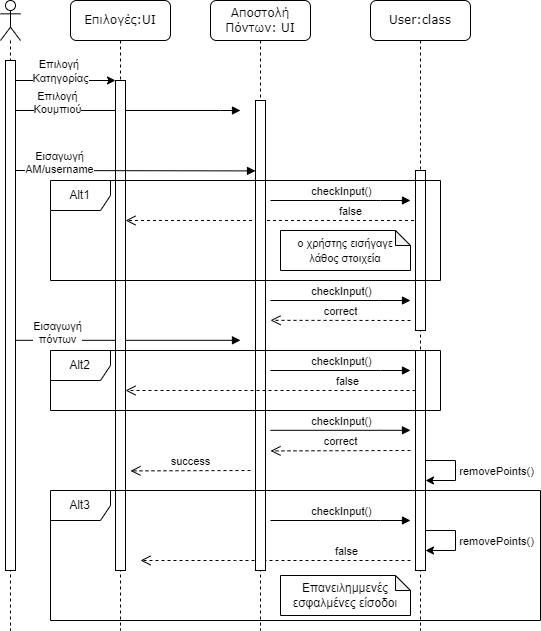 Επιλογές:UI
Αποστολή
Πόντων: UI
User:class
Επιλογή
Κατηγορίας
Επιλογή
Κουμπιού
Εισαγωγή
AM/username
Alt1
checkInput()
false
ο χρήστης εισήγαγε
λάθος στοιχεία
checkInput()
correct
Εισαγωγή
πόντων
Alt2
checkInput()
false
checkInput()
correct
success
removePoints()
Alt3
checkInput()
removePoints()
false
Επανειλημμενές
εσφαλμένες είσοδοι